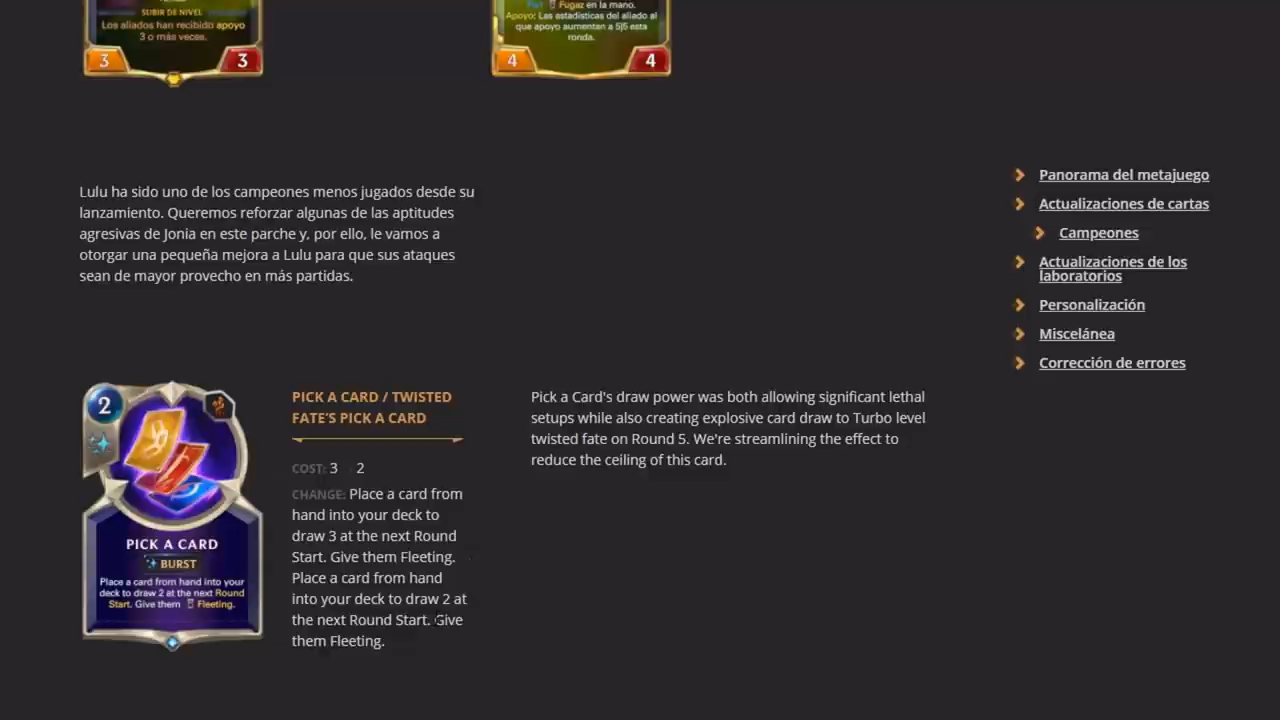 SUBIR DE NIVEL
Los aliados han recibido apoyo
3 o más veces.
3
3
Fugaz en la mano.
Apoyo: Las estadísticas del aliado al
que apoyo aumentan a 5|5 esta
ronda.
4
4
Lulu ha sido uno de los campeones menos jugados desde su
lanzamiento. Queremos reforzar algunas de las aptitudes
agresivas de Jonia en este parche y, por ello, le vamos a
otorgar una pequeña mejora a Lulu para que sus ataques
sean de mayor provecho en más partidas.
Panorama del metajuego
Actualizaciones de cartas
Campeones
Actualizaciones de los
laboratorios
Personalización
Miscelánea
Corrección de errores
2
PICK A CARD
BURST
Place a card from hand into your
deck to draw 2 at the next Round
Start. Give them Fleeting.
PICK A CARD / TWISTED
FATE'S PICK A CARD
COST: 3 2
CHANGE: Place a card from
hand into your deck to
draw 3 at the next Round
Start. Give them Fleeting.
Place a card from hand
into your deck to draw 2 at
the next Round Start. Give
them Fleeting.
Pick a Card's draw power was both allowing significant lethal
setups while also creating explosive card draw to Turbo level
twisted fate on Round 5. We're streamlining the effect to
reduce the ceiling of this card.